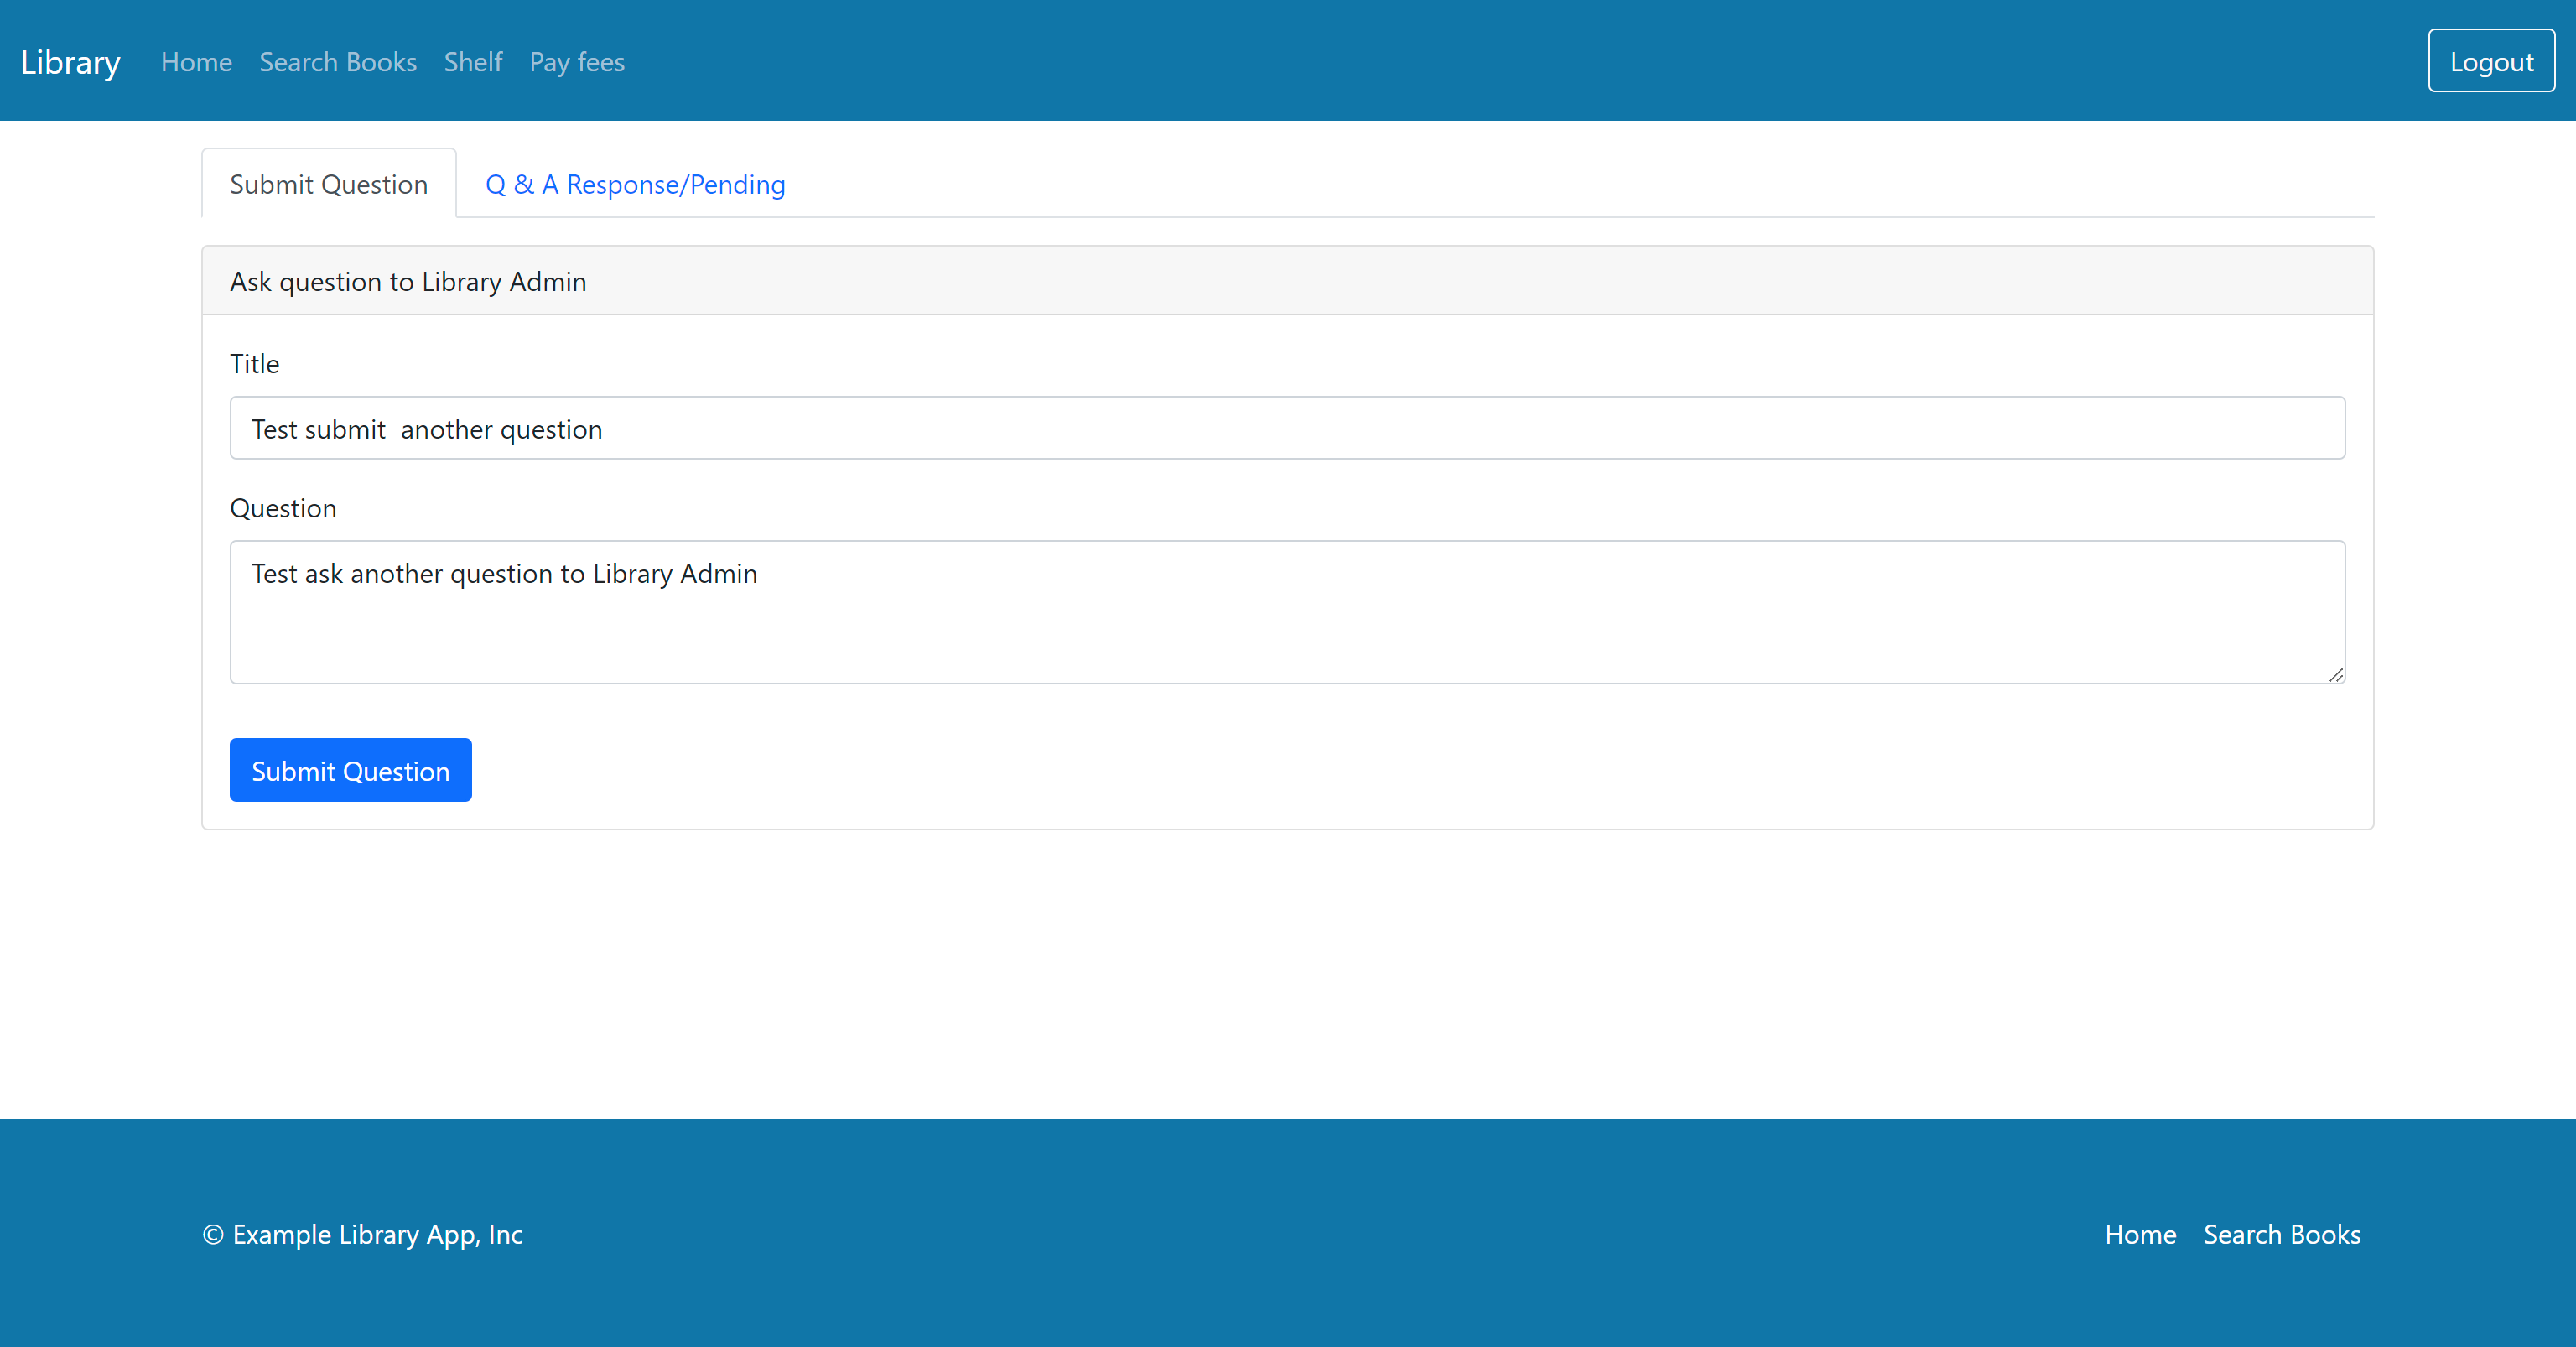 Library Home Search Books Shelf Pay fees Logout
Submit Question Q & A Response/Pending
Ask question to Library Admin
Title
Test submit  another question
Question
Test ask another question to Library Admin
Submit Question
© Example Library App, Inc Home Search Books